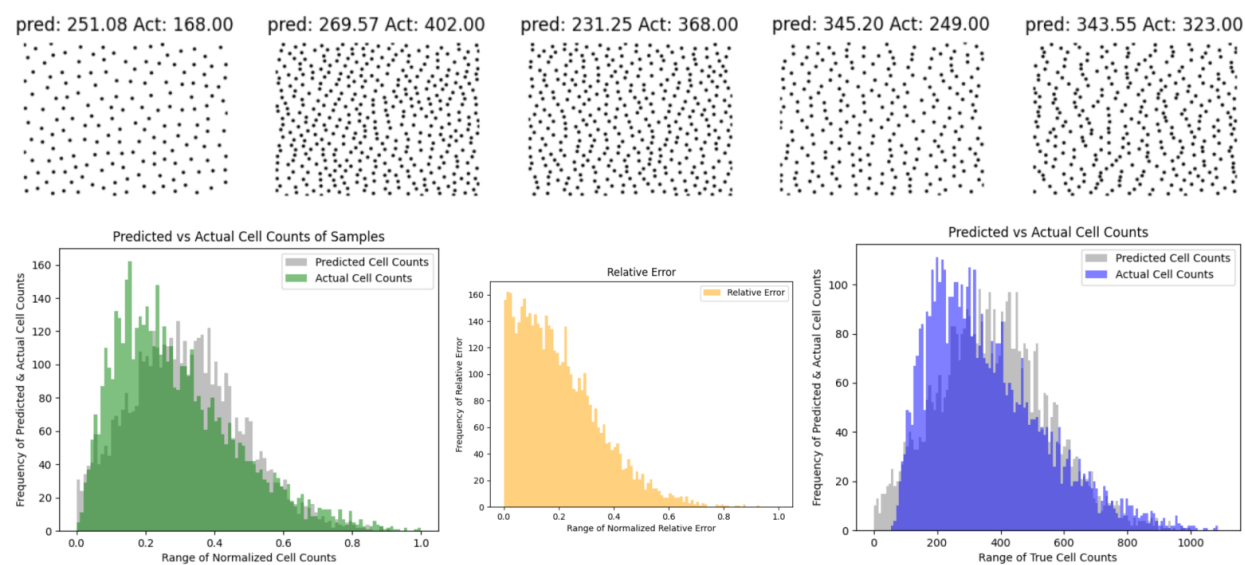 pred: 251.08 Act: 168.00
pred: 269.57 Act: 402.00
pred: 231.25 Act: 368.00
pred: 345.20 Act: 249.00
pred: 343.55 Act: 323.00
Predicted vs Actual Cell Counts of Samples
Predicted Cell Counts
Actual Cell Counts
Frequency of Predicted & Actual Cell Counts
160
140
120
100
80
60
40
20
0
0.0 0.2 0.4 0.6 0.8 1.0
Range of Normalized Cell Counts
Relative Error
Relative Error
Frequency of Relative Error
160
140
120
100
80
60
40
20
0
0.0 0.2 0.4 0.6 0.8 1.0
Range of Normalized Relative Error
Predicted vs Actual Cell Counts
Predicted Cell Counts
Actual Cell Counts
Frequency of Predicted & Actual Cell Counts
100
80
60
40
20
0
0 200 400 600 800 1000
Range of True Cell Counts